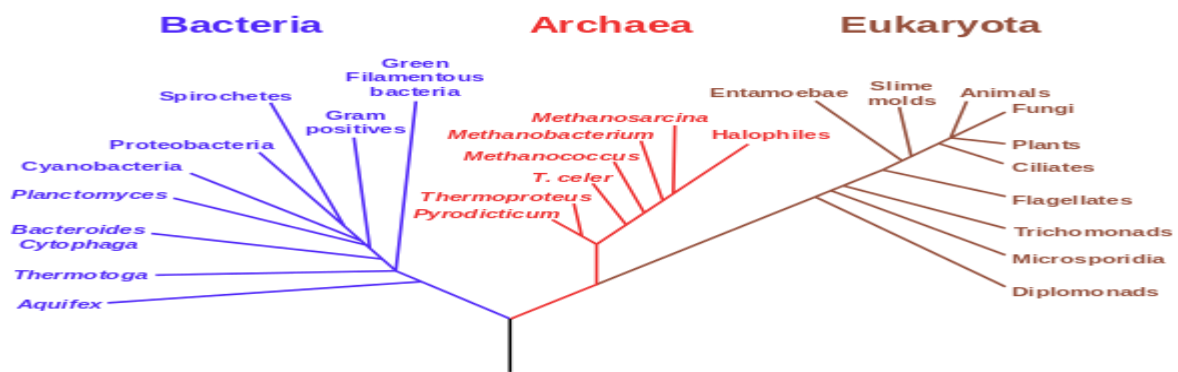 Bacteria
Archaea
Eukaryota
Green
Filamentous
bacteria
Spirochetes
Gram
positives
Proteobacteria
Cyanobacteria
Planctomyces
Bacteroides
Cytophaga
Thermotoga
Aquifex
Methanosarcina
Methanobacterium
Halophiles
Methanococcus
T. celer
Thermoproteus
Pyrodicticum
Entamoebae
Slime
molds
Animals
Fungi
Plants
Ciliates
Flagellates
Trichomonads
Microsporidia
Diplomonads